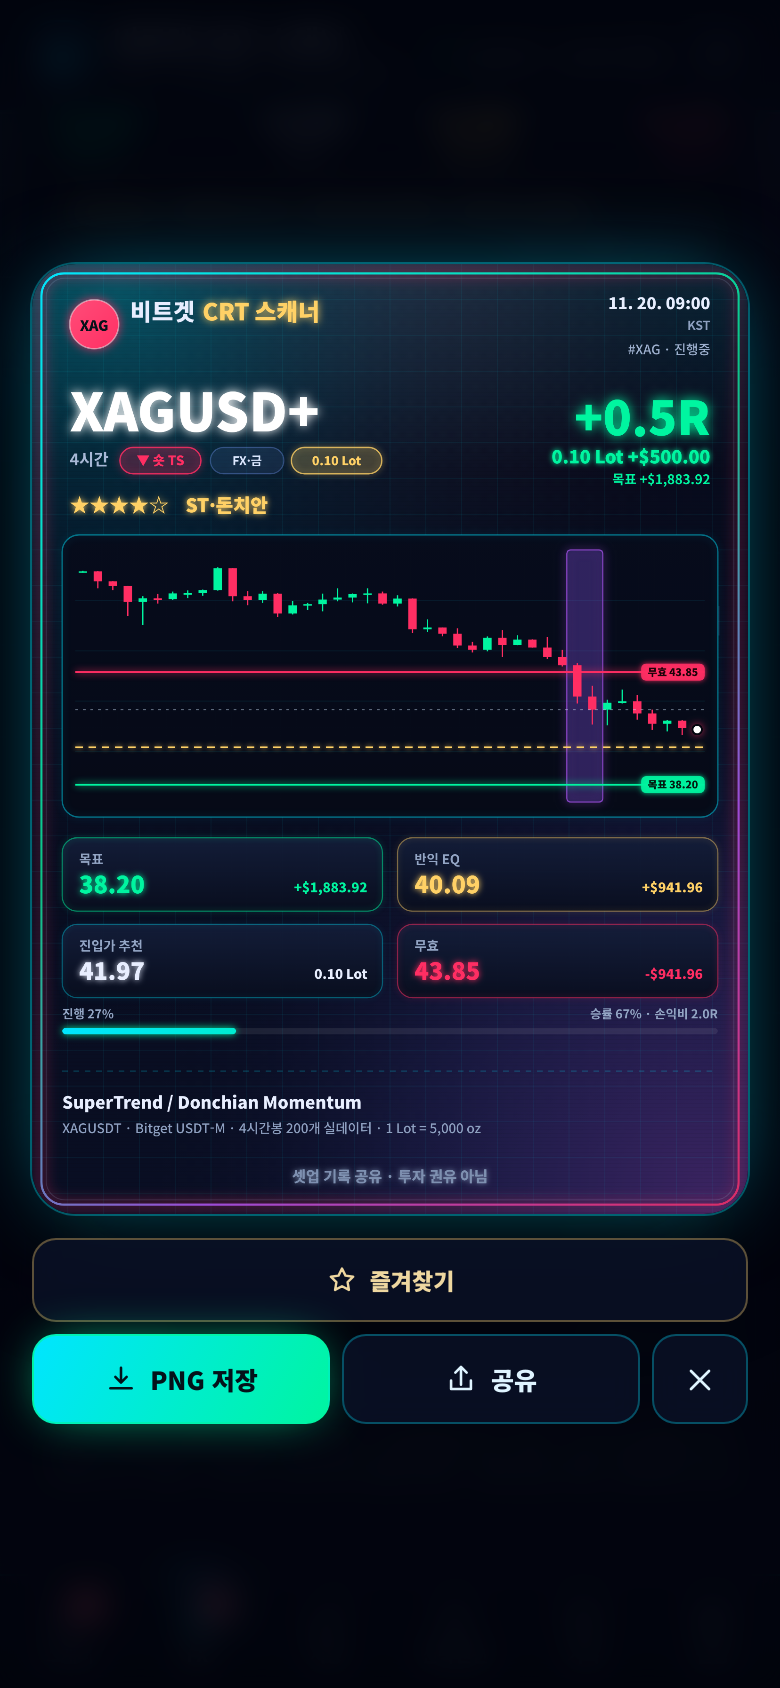 XAG
비트겟 CRT 스캐너
11. 20. 09:00
KST
#XAG · 진행중
XAGUSD+
+0.5R
4시간
▼ 숏 TS
FX·금
0.10 Lot
0.10 Lot +$500.00
목표 +$1,883.92
★★★★☆ ST·돈치안
무효 43.85
목표 38.20
목표
38.20
+$1,883.92
반익 EQ
40.09
+$941.96
진입가 추천
41.97
0.10 Lot
무효
43.85
-$941.96
진행 27%
승률 67% · 손익비 2.0R
SuperTrend / Donchian Momentum
XAGUSDT · Bitget USDT-M · 4시간봉 200개 실데이터 · 1 Lot = 5,000 oz
셋업 기록 공유 · 투자 권유 아님
즐겨찾기
PNG 저장
공유